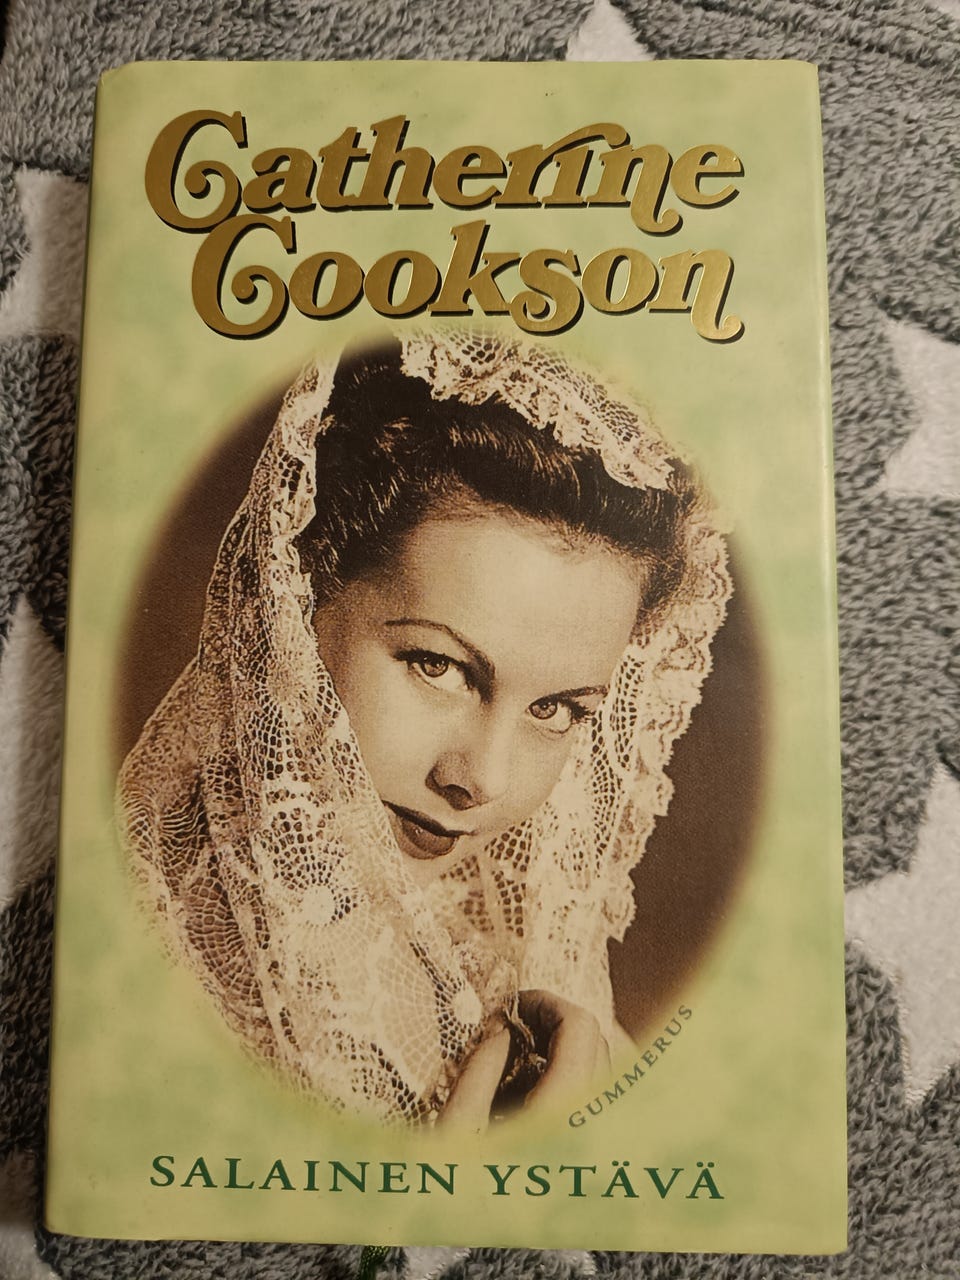 Catherine
Cookson
GUMMERUS
SALAINEN YSTÄVÄ